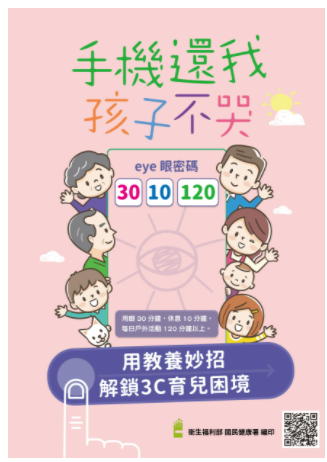 手機還我
孩子不哭
eye 眼密碼
30 10 120
用眼 30 分鐘，休息 10 分鐘，
每日戶外活動 120 分鐘以上。
用教養妙招
解鎖3C育兒困境
衛生福利部 國民健康署 編印